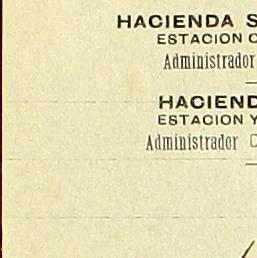 HACIENDA S
ESTACION C
Administrador
HACIEND
ESTACION Y
Administrador C